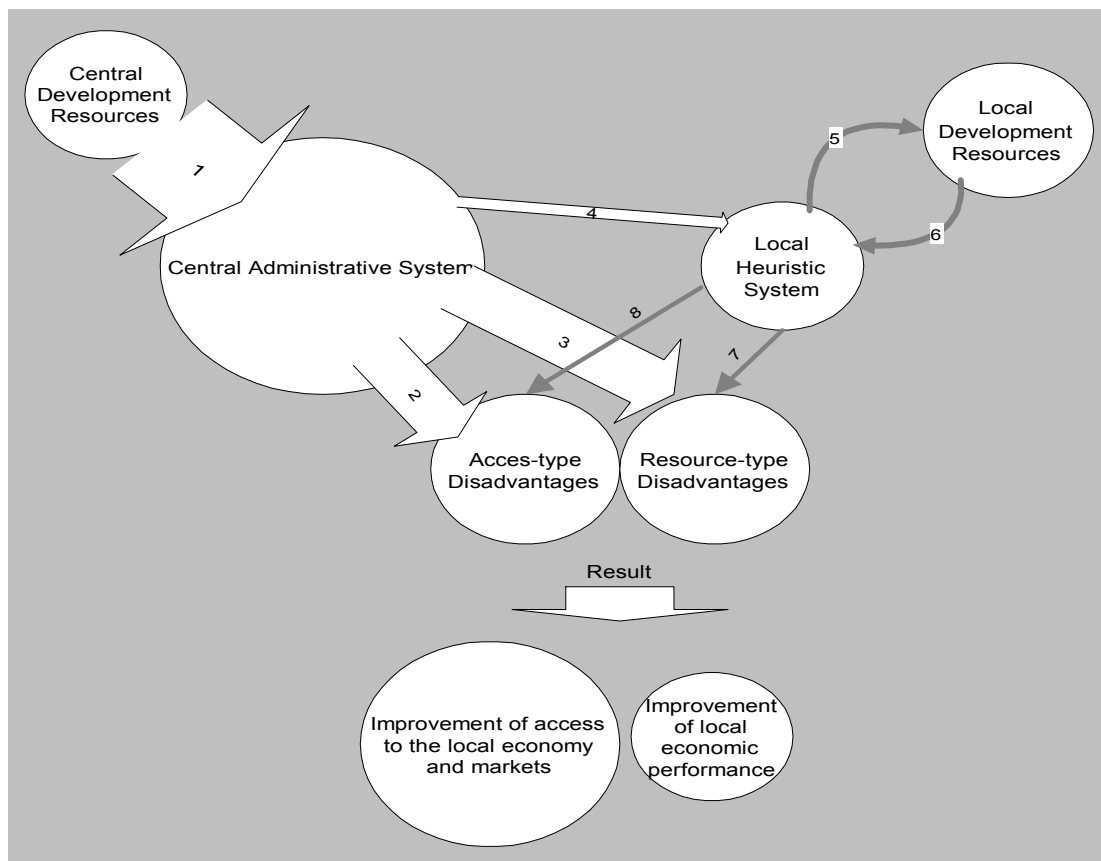 Central
Development
Resources
1
Local
Development
Resources
5
4
6
Central Administrative System
Local
Heuristic
System
8
3
7
2
Acces-type
Disadvantages
Resource-type
Disadvantages
Result
Improvement of access
to the local economy
and markets
Improvement
of local
economic
performance